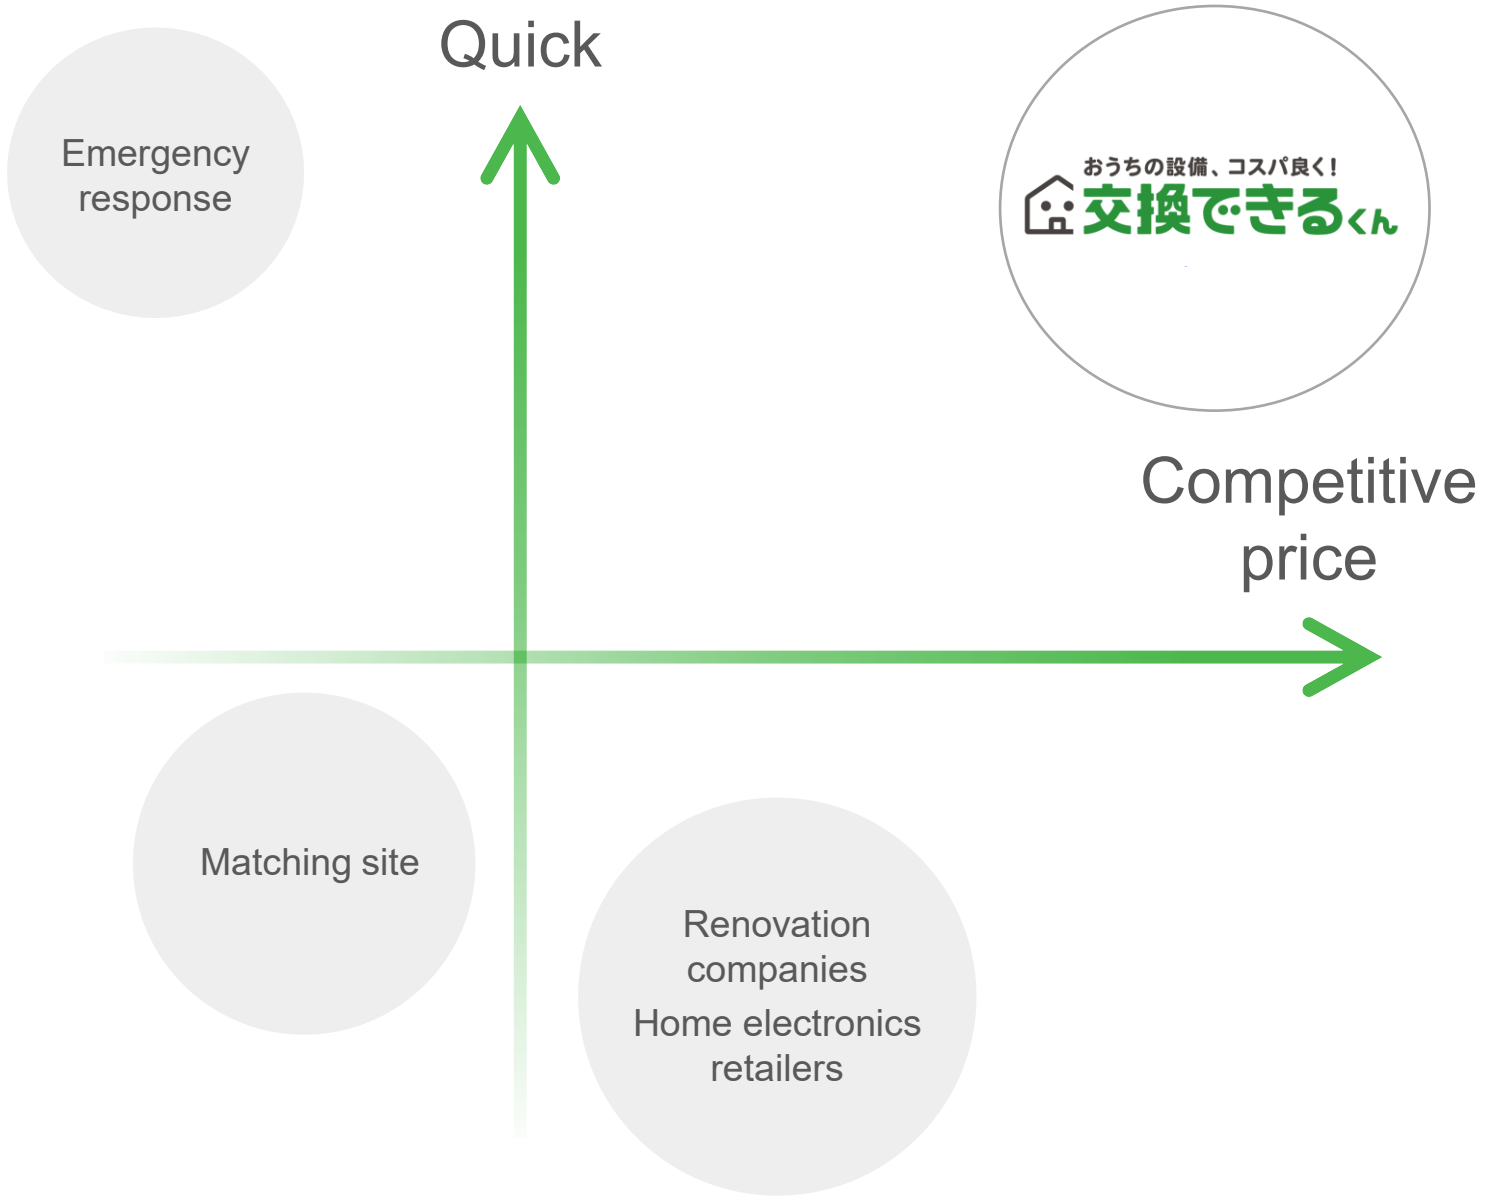 Quick
Emergency
response
おうちの設備、コスパ良く!
交換できるくん
Competitive
price
Matching site
Renovation
companies
Home electronics
retailers